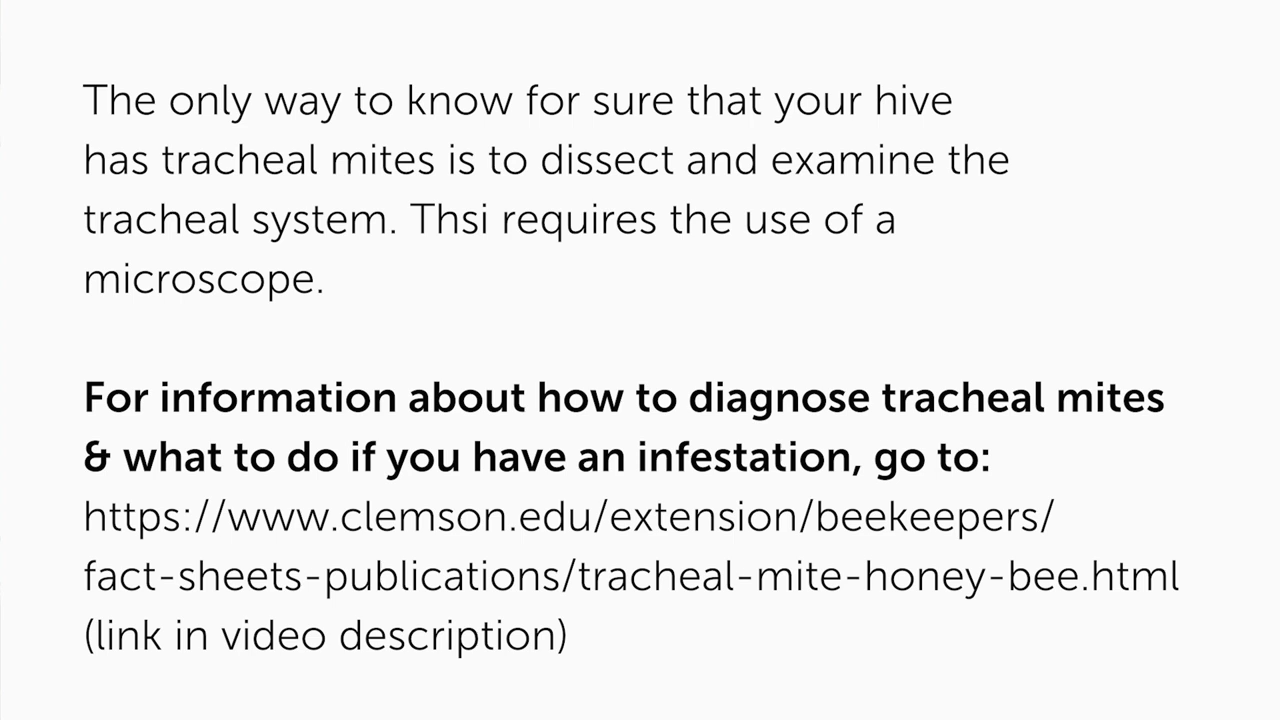 The only way to know for sure that your hive
has tracheal mites is to dissect and examine the
tracheal system. Thsi requires the use of a
microscope.
For information about how to diagnose tracheal mites
& what to do if you have an infestation, go to:
https://www.clemson.edu/extension/beekeepers/
fact-sheets-publications/tracheal-mite-honey-bee.html
(link in video description)